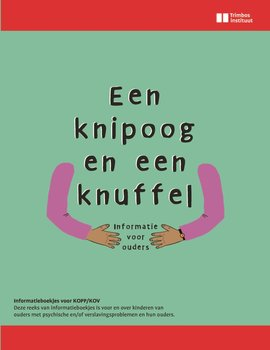 Trimbos
Instituut
Een
knipoog
en een
knuffel
Informatie
voor
ouders
Informatieboekjes voor KOPP/KOV
Deze reeks van informatieboekjes is voor en over kinderen van
ouders met psychische en/of verslavingsproblemen en hun ouders.